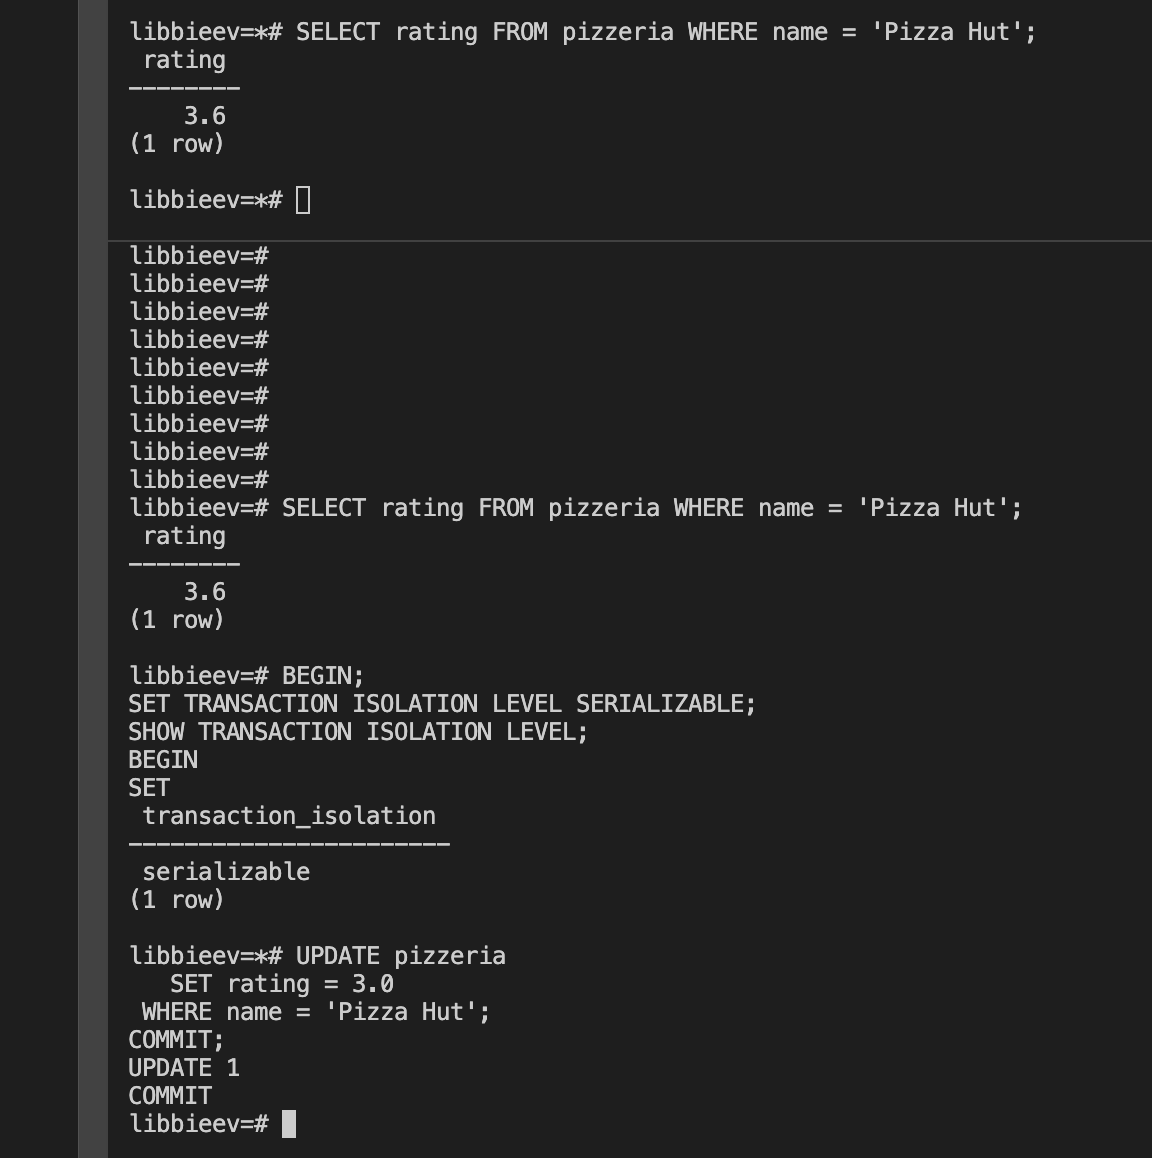 libbieev=*# SELECT rating FROM pizzeria WHERE name = 'Pizza Hut';
 rating
--------
    3.6
(1 row)
libbieev=*#
libbieev=#
libbieev=#
libbieev=#
libbieev=#
libbieev=#
libbieev=#
libbieev=#
libbieev=#
libbieev=#
libbieev=# SELECT rating FROM pizzeria WHERE name = 'Pizza Hut';
 rating
--------
    3.6
(1 row)
libbieev=# BEGIN;
SET TRANSACTION ISOLATION LEVEL SERIALIZABLE;
SHOW TRANSACTION ISOLATION LEVEL;
BEGIN
SET
 transaction_isolation
-----------------------
 serializable
(1 row)
libbieev=*# UPDATE pizzeria
   SET rating = 3.0
 WHERE name = 'Pizza Hut';
COMMIT;
UPDATE 1
COMMIT
libbieev=#